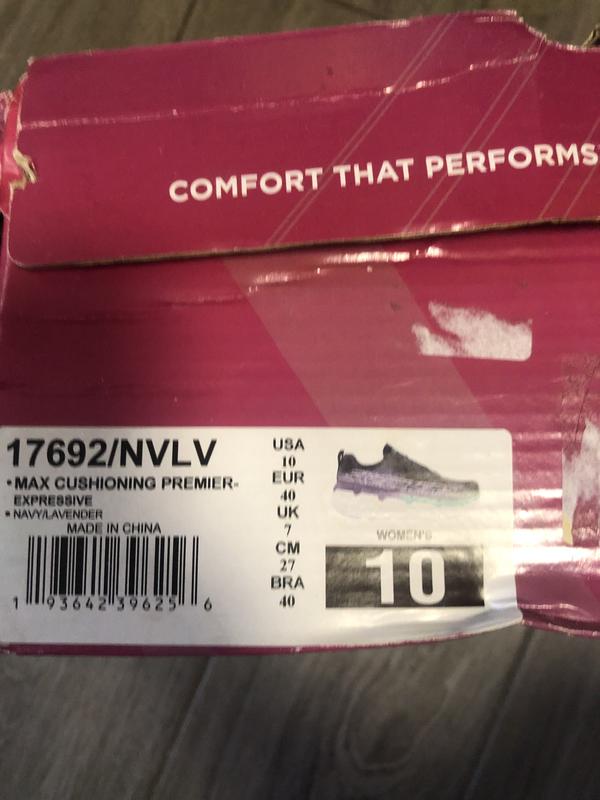 COMFORT THAT PERFORMS
17692/NVLV
• MAX CUSHIONING PREMIER-
EXPRESSIVE
• NAVY/LAVENDER
MADE IN CHINA
1 93642 39625 6
USA
10
EUR
40
UK
7
CM
27
BRA
40
WOMEN'S
10